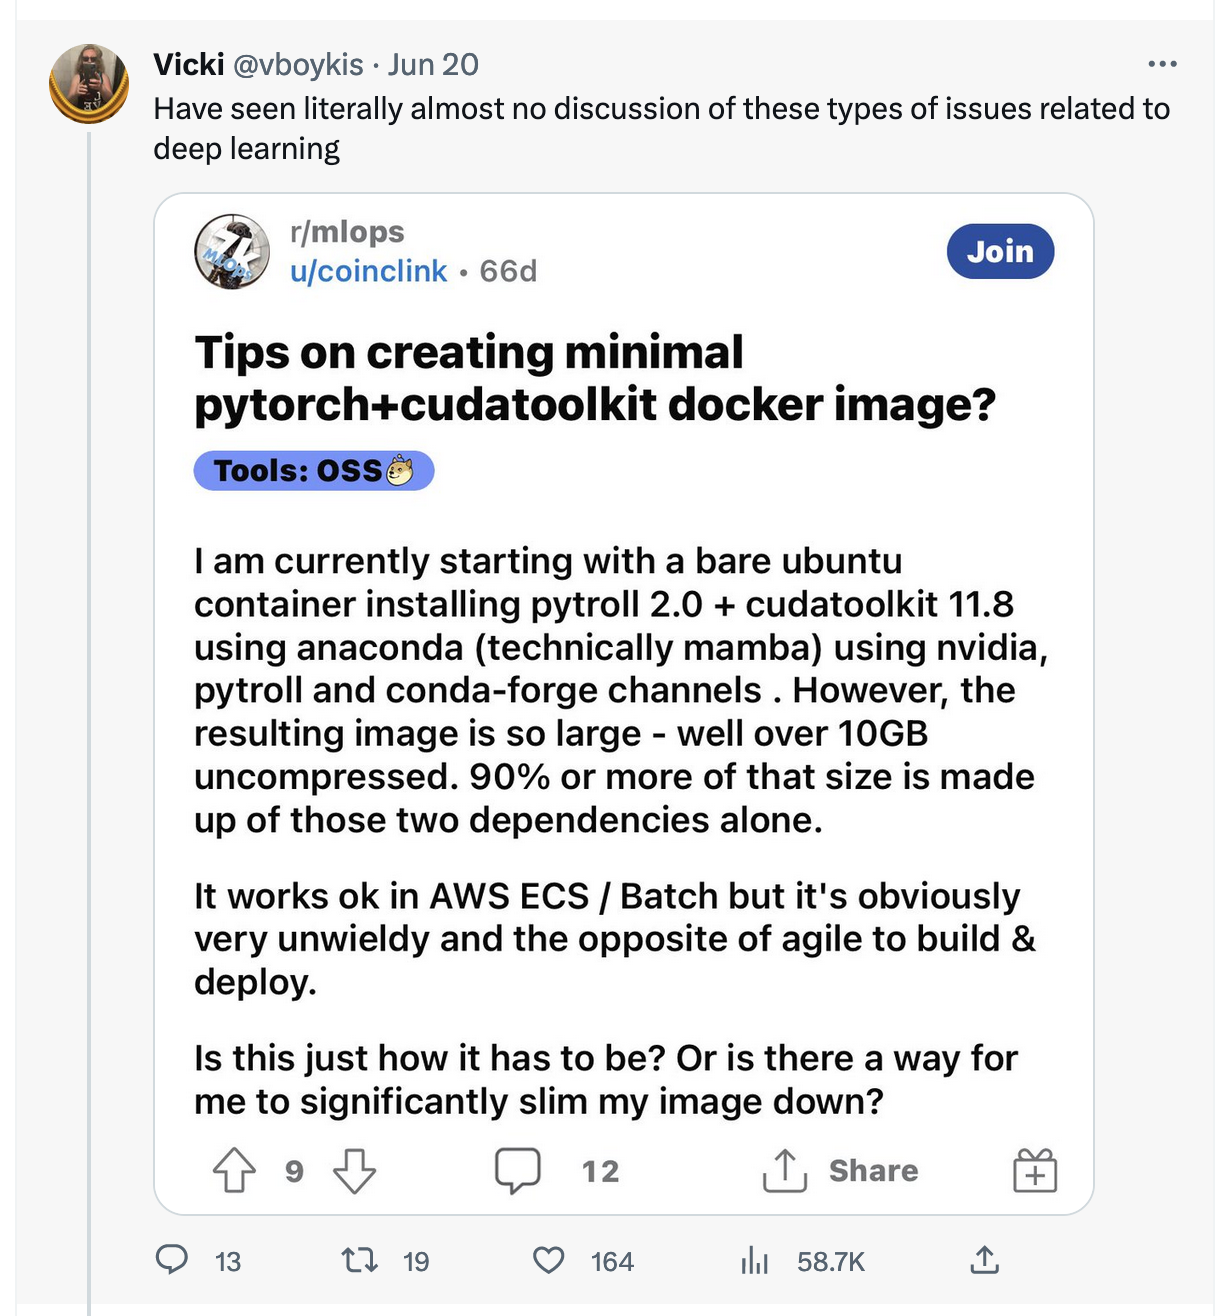 Vicki @vboykis · Jun 20
Have seen literally almost no discussion of these types of issues related to
deep learning
r/mlops
u/coinclink • 66d
Join
Tips on creating minimal
pytorch+cudatoolkit docker image?
Tools: OSS
I am currently starting with a bare ubuntu
container installing pytroll 2.0 + cudatoolkit 11.8
using anaconda (technically mamba) using nvidia,
pytroll and conda-forge channels . However, the
resulting image is so large - well over 10GB
uncompressed. 90% or more of that size is made
up of those two dependencies alone.
It works ok in AWS ECS / Batch but it's obviously
very unwieldy and the opposite of agile to build &
deploy.
Is this just how it has to be? Or is there a way for
me to significantly slim my image down?
9
12
Share
13
19
164
58.7K